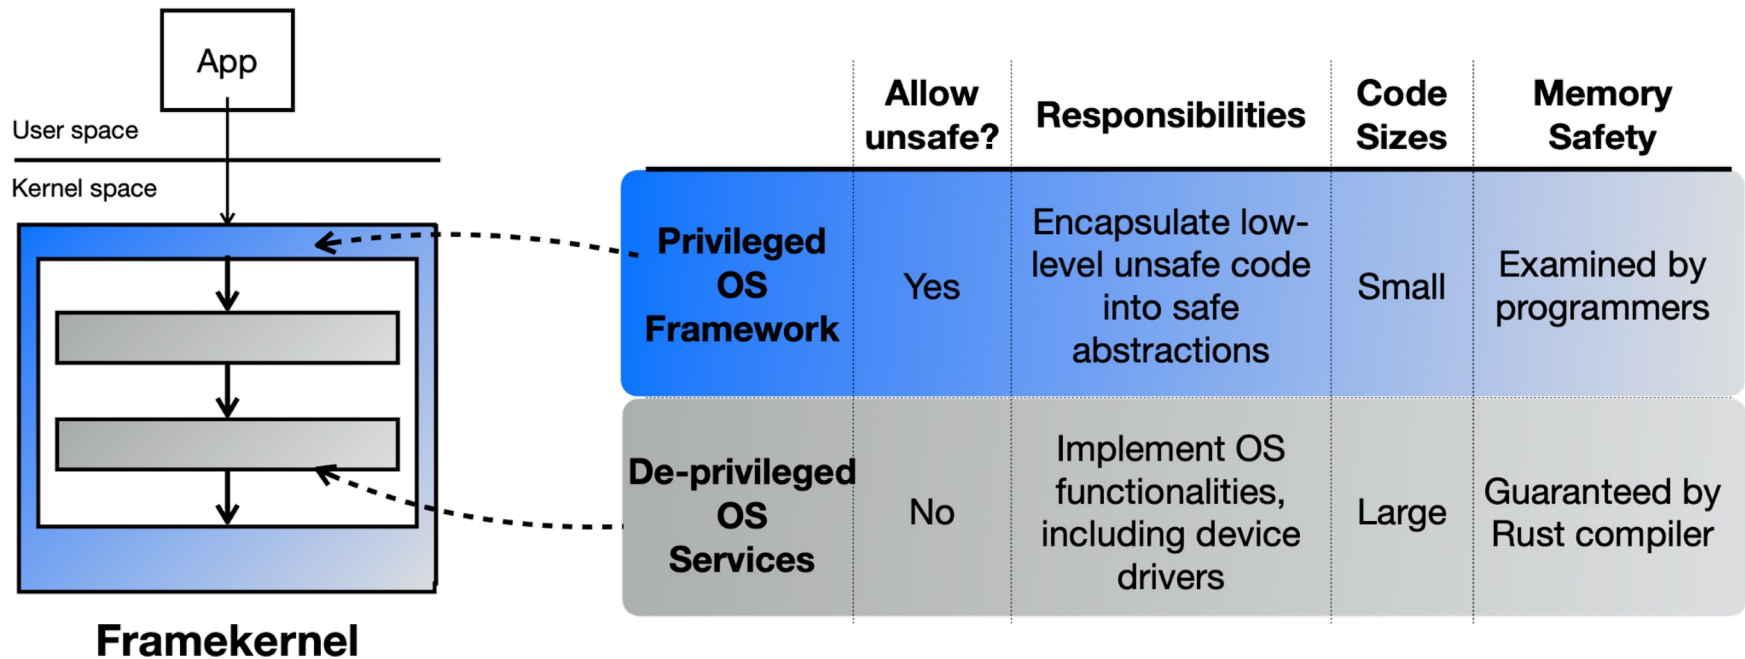 App
User space
Kernel space
Framekernel
Allow
unsafe?
Responsibilities
Code
Sizes
Memory
Safety
Privileged
OS
Framework
Yes
Encapsulate low-
level unsafe code
into safe
abstractions
Small
Examined by
programmers
De-privileged
OS
Services
No
Implement OS
functionalities,
including device
drivers
Large
Guaranteed by
Rust compiler